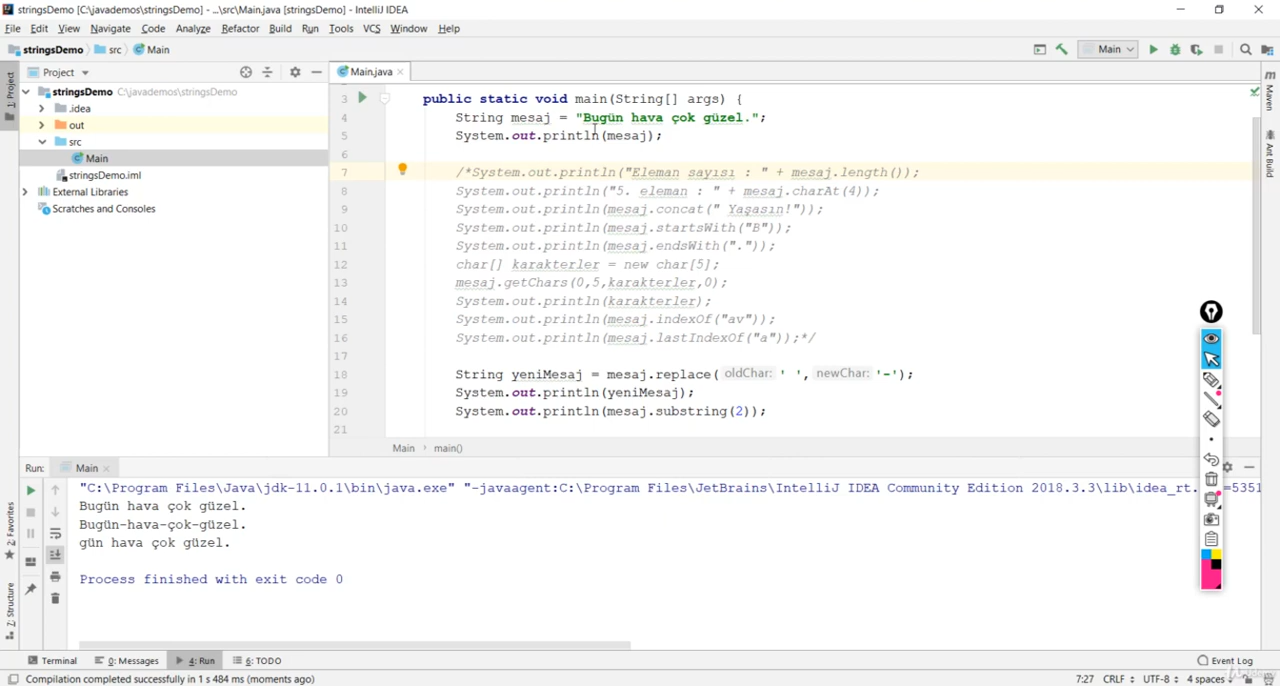 stringsDemo [C:\javademos\stringsDemo] - ...\src\Main.java - IntelliJ IDEA
File Edit View Navigate Code Analyze Refactor Build Run Tools VCS Window Help
stringsDemo src Main
Main
Project
Main.java
1: Project
stringsDemo C:\javademos\stringsDemo
.idea
out
src
Main
stringsDemo.iml
External Libraries
Scratches and Consoles
3 public static void main(String[] args) {
4 String mesaj = "Bugün hava çok güzel.";
5 System.out.println(mesaj);
6
7 /*System.out.println("Eleman sayısı : " + mesaj.length());
8 System.out.println("5. eleman : " + mesaj.charAt(4));
9 System.out.println(mesaj.concat(" Yaşasın!"));
10 System.out.println(mesaj.startsWith("B"));
11 System.out.println(mesaj.endsWith("."));
12 char[] karakterler = new char[5];
13 mesaj.getChars(0,5,karakterler,0);
14 System.out.println(karakterler);
15 System.out.println(mesaj.indexOf("av"));
16 System.out.println(mesaj.lastIndexOf("a"));*/
17
18 String yeniMesaj = mesaj.replace( oldChar: ' ', newChar: '-');
19 System.out.println(yeniMesaj);
20 System.out.println(mesaj.substring(2));
21
Main main()
Maven
Ant Build
Run: Main
"C:\Program Files\Java\jdk-11.0.1\bin\java.exe" "-javaagent:C:\Program Files\JetBrains\IntelliJ IDEA Community Edition 2018.3.3\lib\idea_rt. =5351
Bugün hava çok güzel.
Bugün-hava-çok-güzel.
gün hava çok güzel.
Process finished with exit code 0
2: Favorites
7: Structure
Terminal 0: Messages 4: Run 6: TODO Event Log
Compilation completed successfully in 1 s 484 ms (moments ago) 7:27 CRLF UTF-8 4 spaces